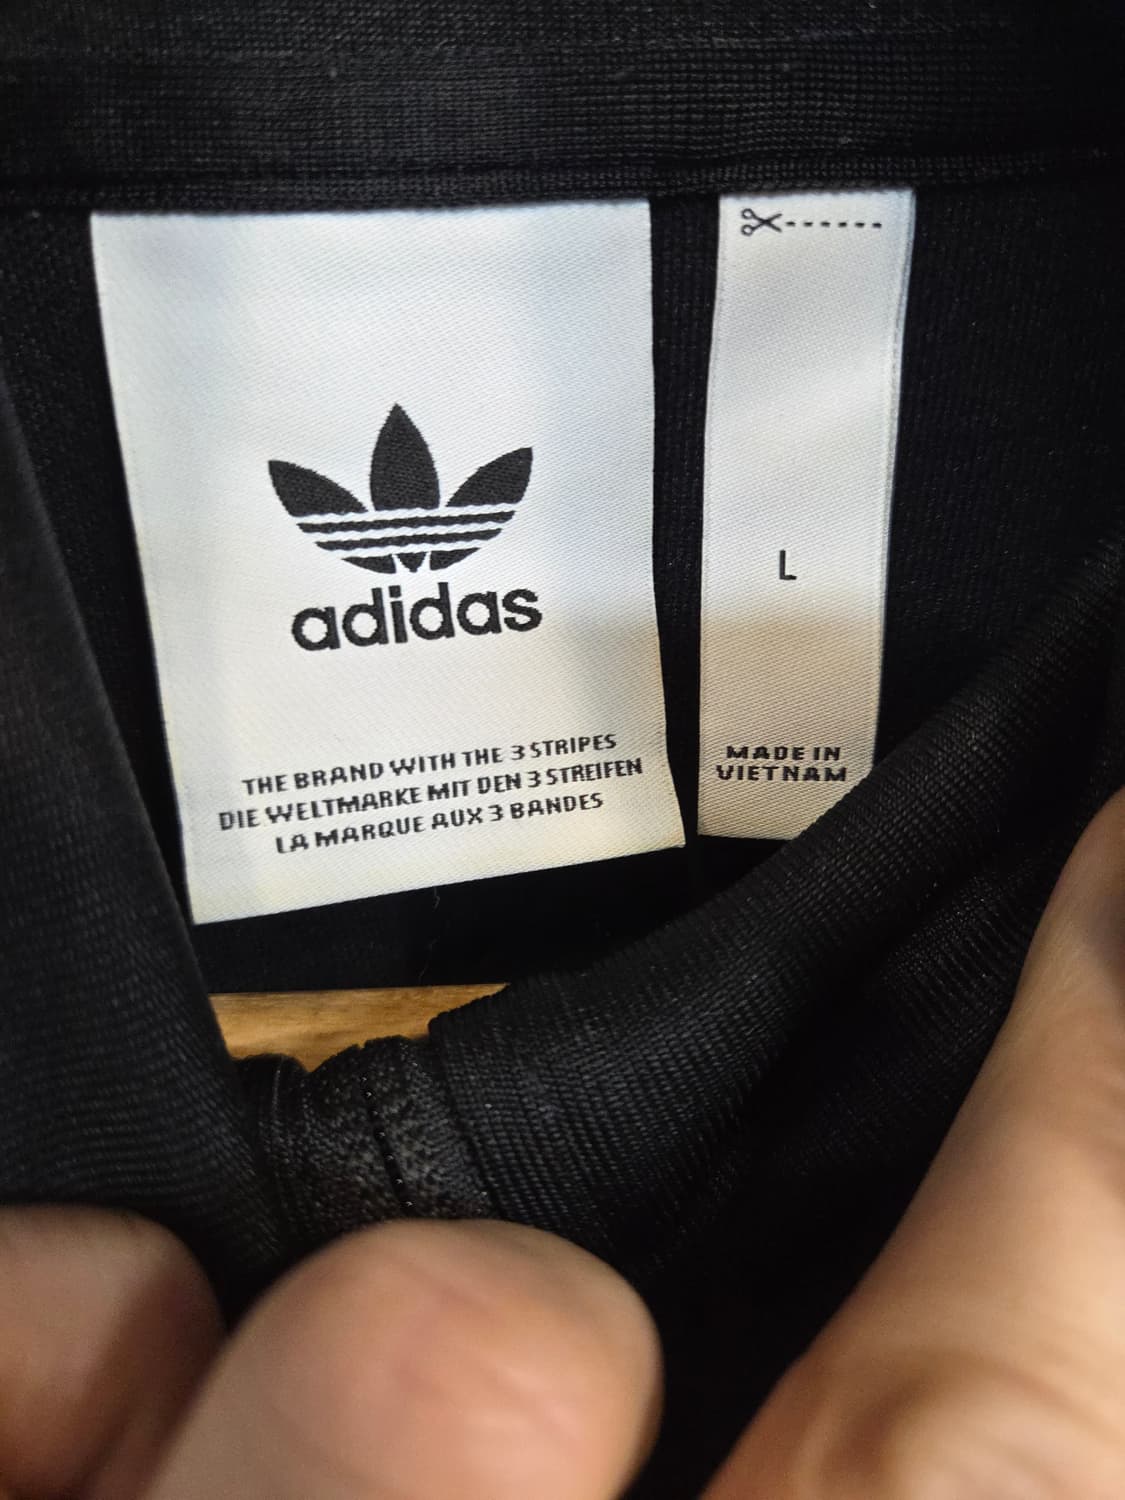 adidas
THE BRAND WITH THE 3 STRIPES
DIE WELTMARKE MIT DEN 3 STREIFEN
LA MARQUE AUX 3 BANDES
L
MADE IN
VIETNAM